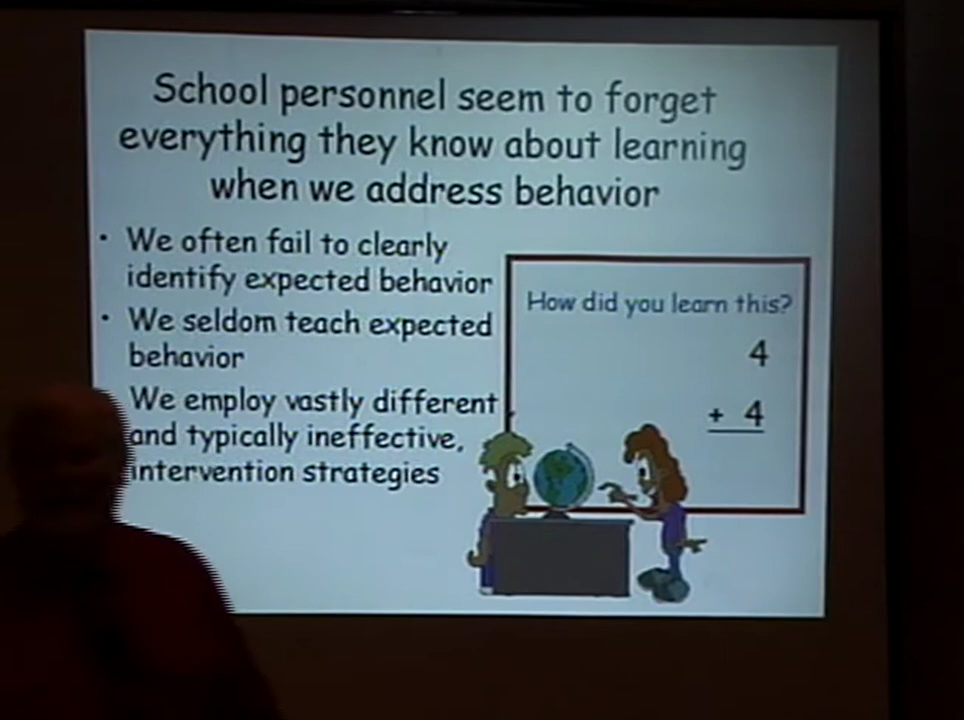 School personnel seem to forget
everything they know about learning
when we address behavior
• We often fail to clearly
identify expected behavior
• We seldom teach expected
behavior
We employ vastly different
and typically ineffective,
intervention strategies
How did you learn this?
4
+ 4